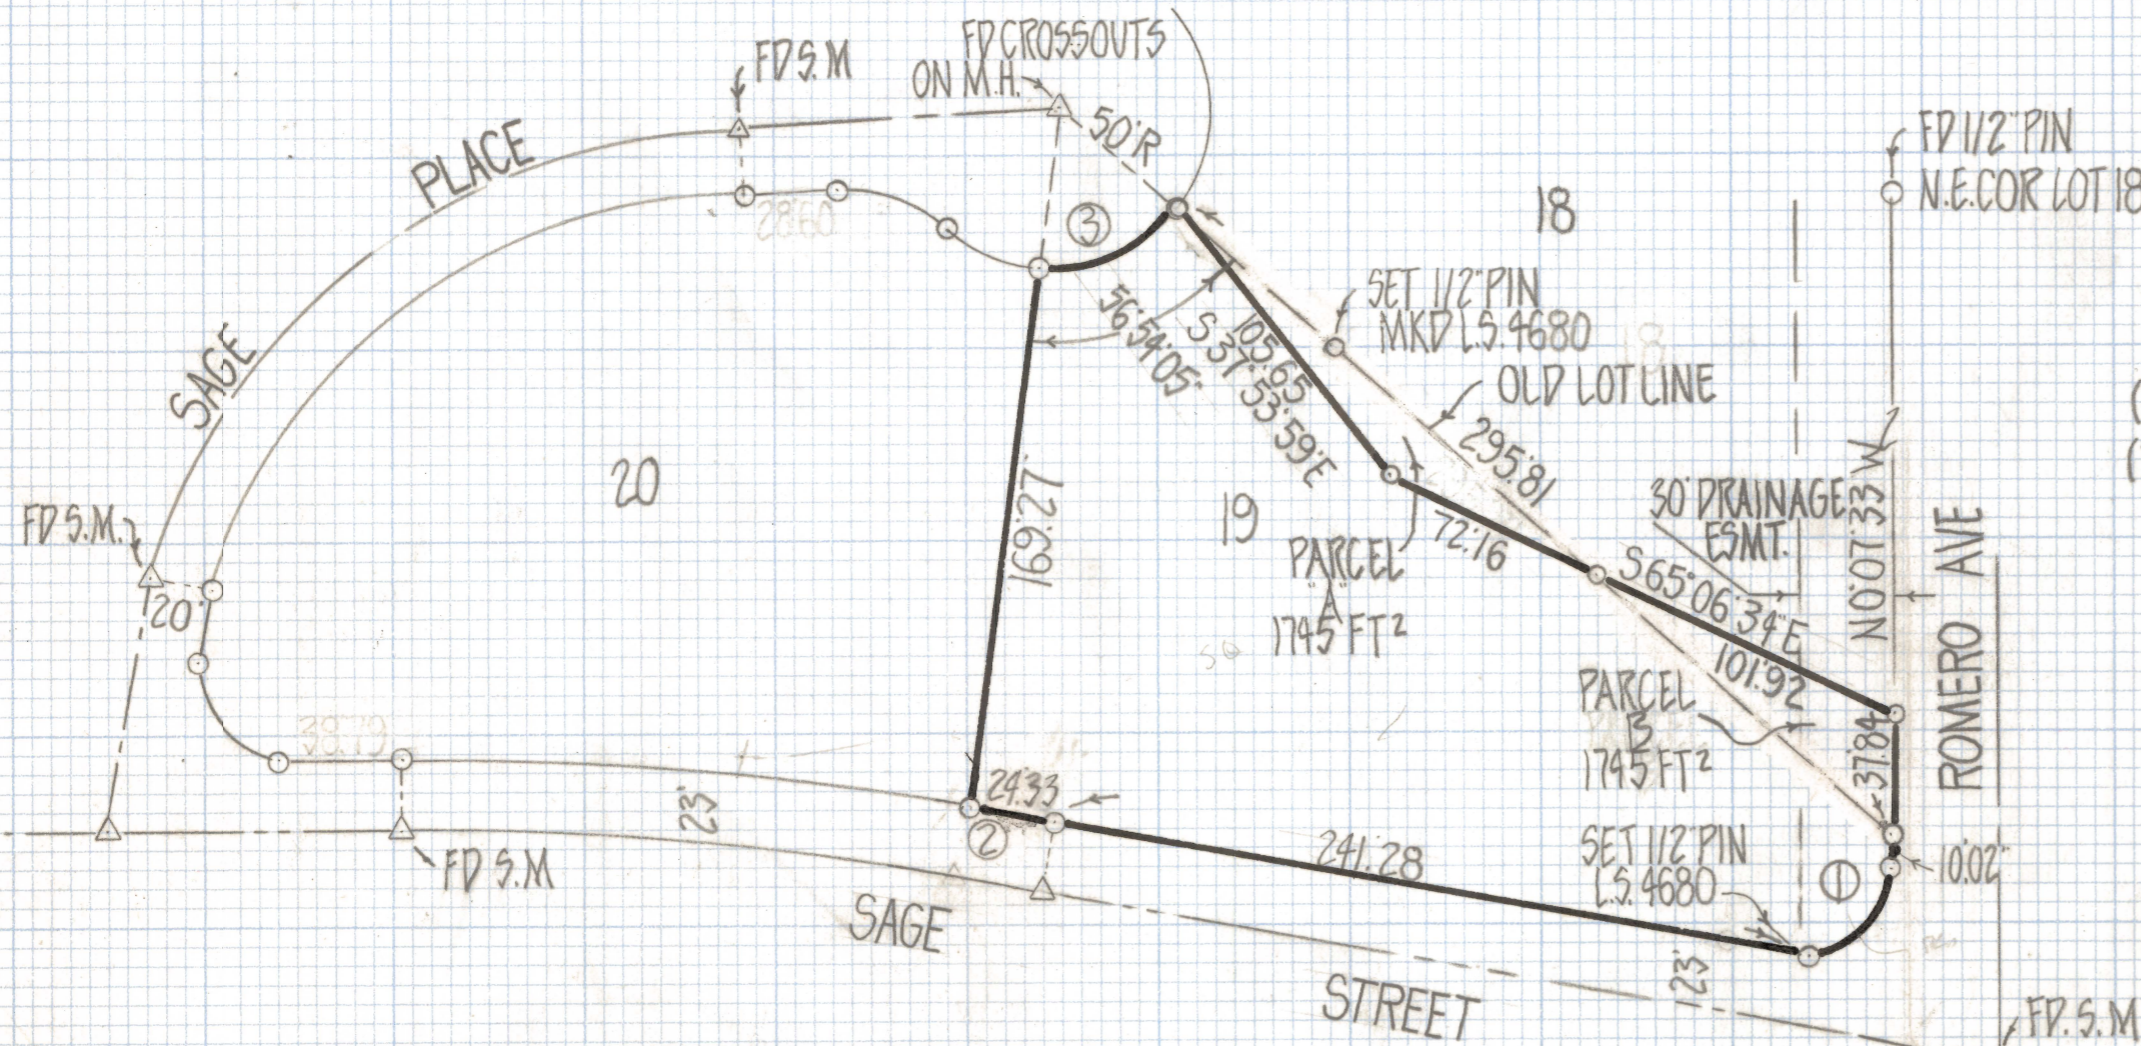 FD CROSSOUTS
ON M.H.
FD S.M
50'R
PLACE
SAGE
28.60
3
18
FD 1/2" PIN
N.E. COR LOT 18
SET 1/2" PIN
MKD L.S. 4680
OLD LOT LINE
56°54'05"
105.65
S 37°53'59"E
295.81
20
169.27'
19
72.16
PARCEL
A
1745 FT²
30' DRAINAGE
ESMT.
N 0°07'33 W
ROMERO AVE
S65°06'34"E
101.92
FD S.M.
20'
PARCEL
B
1745 FT²
37.84
38.79
24.33
2
23'
FD S.M
241.28
SET 1/2" PIN
L.S. 4680
1
10.02'
SAGE
STREET
23'
FD. S. M